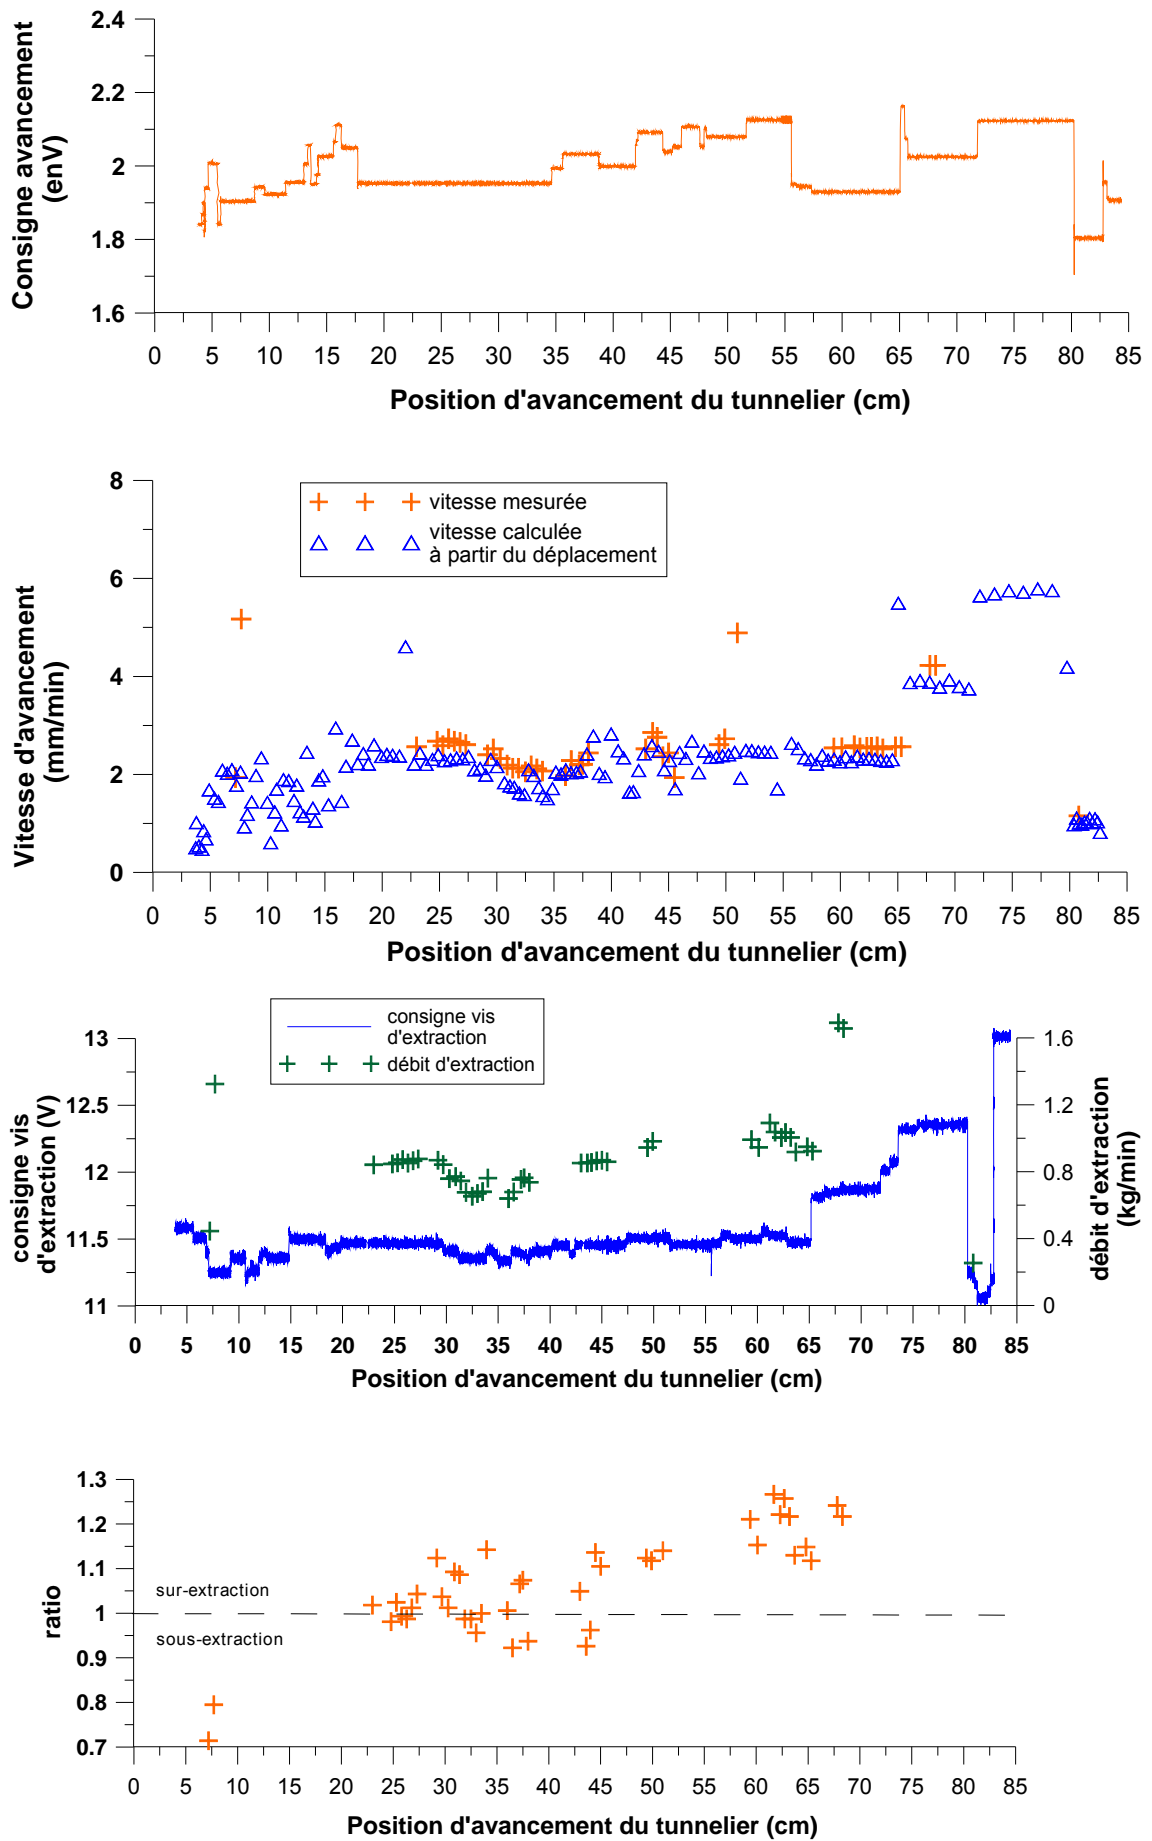 Consigne avancement
(enV)
2.4
2.2
2
1.8
1.6
0 5 10 15 20 25 30 35 40 45 50 55 60 65 70 75 80 85
Position d'avancement du tunnelier (cm)
Vitesse d'avancement
(mm/min)
8
6
4
2
0
vitesse mesurée
vitesse calculée
à partir du déplacement
0 5 10 15 20 25 30 35 40 45 50 55 60 65 70 75 80 85
Position d'avancement du tunnelier (cm)
consigne vis
d'extraction (V)
13
12.5
12
11.5
11
consigne vis
d'extraction
débit d'extraction
1.6
1.2
0.8
0.4
0
débit d'extraction
(kg/min)
0 5 10 15 20 25 30 35 40 45 50 55 60 65 70 75 80 85
Position d'avancement du tunnelier (cm)
ratio
1.3
1.2
1.1
1
0.9
0.8
0.7
sur-extraction
sous-extraction
0 5 10 15 20 25 30 35 40 45 50 55 60 65 70 75 80 85
Position d'avancement du tunnelier (cm)